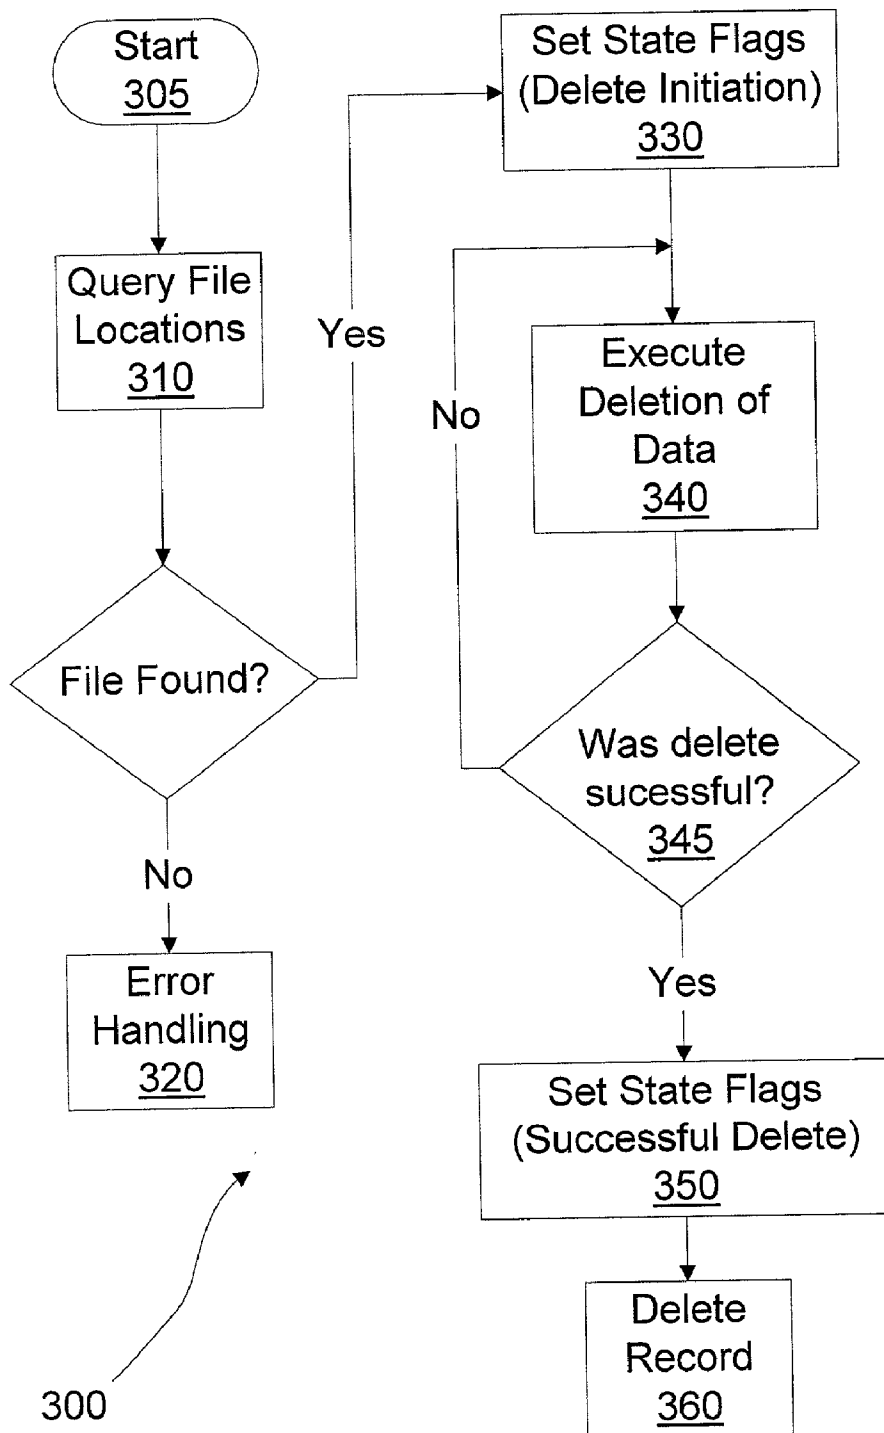 Start
305
Query File
Locations
310
File Found?
No
Error
Handling
320
300
Yes
Set State Flags
(Delete Initiation)
330
No
Execute
Deletion of
Data
340
Was delete
sucessful?
345
Yes
Set State Flags
(Successful Delete)
350
Delete
Record
360